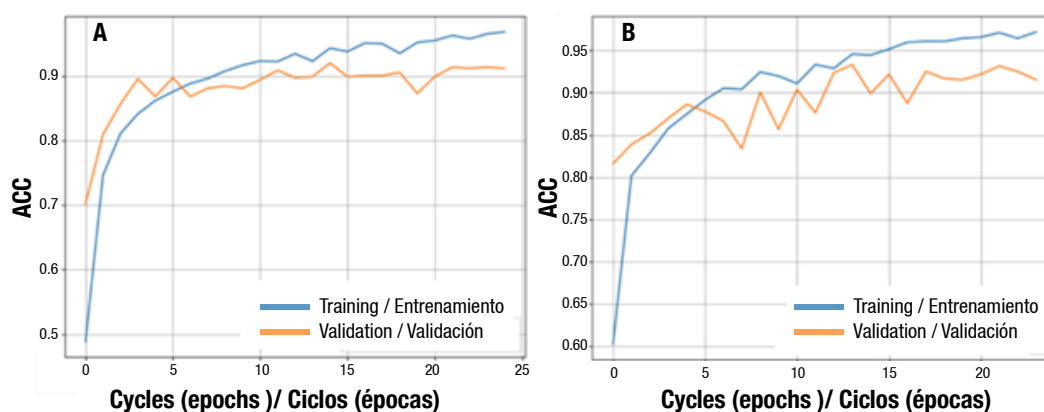 A
ACC
0.9
0.8
0.7
0.6
0.5
Training / Entrenamiento
Validation / Validación
0 5 10 15 20 25
Cycles (epochs )/ Ciclos (épocas)
B
ACC
0.95
0.90
0.85
0.80
0.75
0.70
0.65
0.60
Training / Entrenamiento
Validation / Validación
0 5 10 15 20
Cycles (epochs )/ Ciclos (épocas)